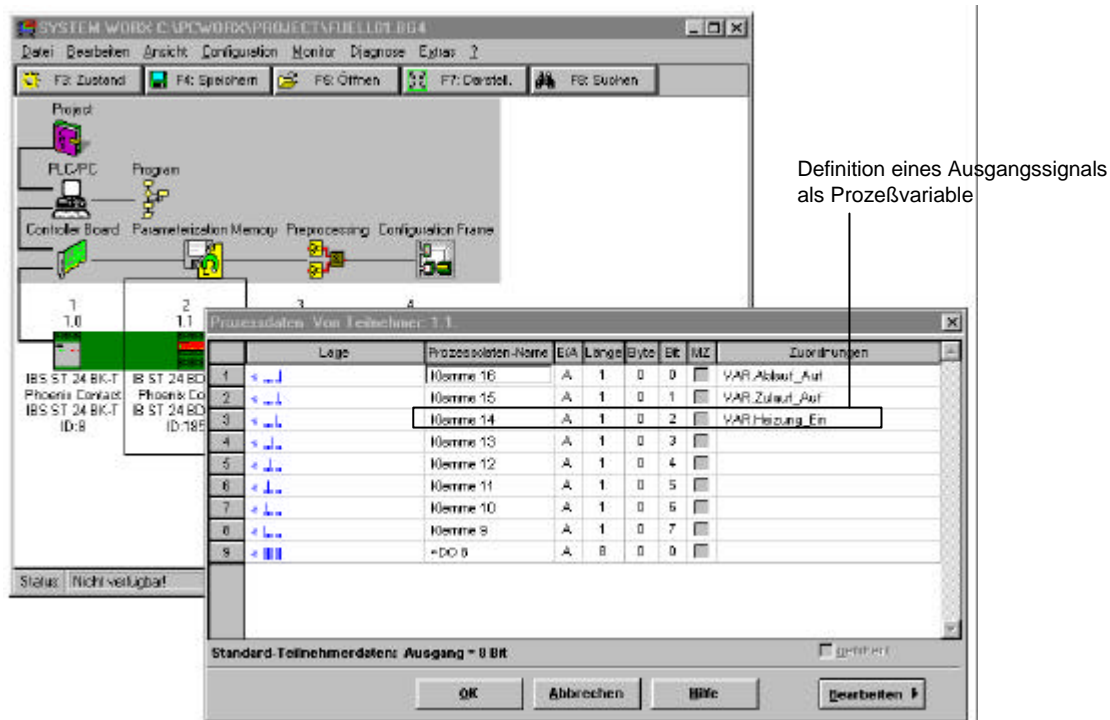 SYSTEM WORX C:\PCWORX\PROJECT\FUELL01.BG4
Datei Bearbeiten Ansicht Configuration Monitor Diagnose Extras ?
F3: Zustand F4: Speichern F6: Öffnen F7: Darstell. F8: Suchen
Project
PLC/PC Program
Controller Board Parameterization Memory Preprocessing Configuration Frame
1 2 3 4
1.0 1.1
IBS ST 24 BK-T IB ST 24 BD
Phoenix Contact Phoenix Co
IBS ST 24 BK-T IB ST 24 BD
ID:8 ID:185
Status: Nicht verfügbar!
Definition eines Ausgangssignals
als Prozeßvariable
Prozessdaten: Von Teilnehmer: 1.1.
Lage Prozessdaten-Name E/A Länge Byte Bit MZ Zuordnungen
1 Klemme 16 A 1 0 0 VAR.Ablauf_Auf
2 Klemme 15 A 1 0 1 VAR.Zulauf_Auf
3 Klemme 14 A 1 0 2 VAR.Heizung_Ein
4 Klemme 13 A 1 0 3
5 Klemme 12 A 1 0 4
6 Klemme 11 A 1 0 5
7 Klemme 10 A 1 0 6
8 Klemme 9 A 1 0 7
9 A 8 0 0
Standard-Teilnehmerdaten: Ausgang = 8 Bit gefiltert
OK Abbrechen Hilfe Bearbeiten